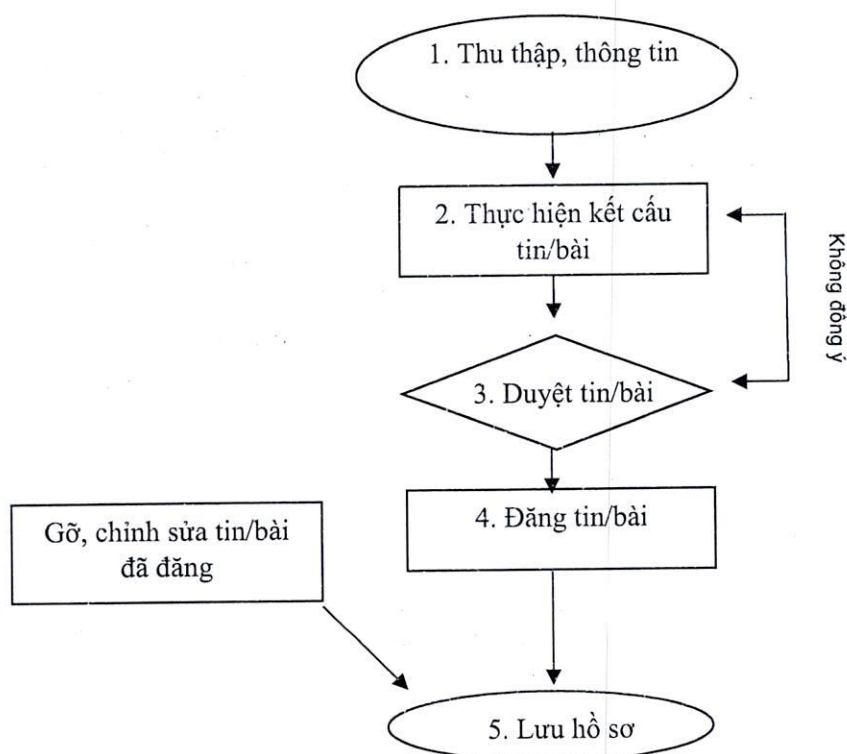 1. Thu thập, thông tin
2. Thực hiện kết cấu
tin/bài
Không đồng ý
3. Duyệt tin/bài
4. Đăng tin/bài
Gỡ, chỉnh sửa tin/bài
đã đăng
5. Lưu hồ sơ